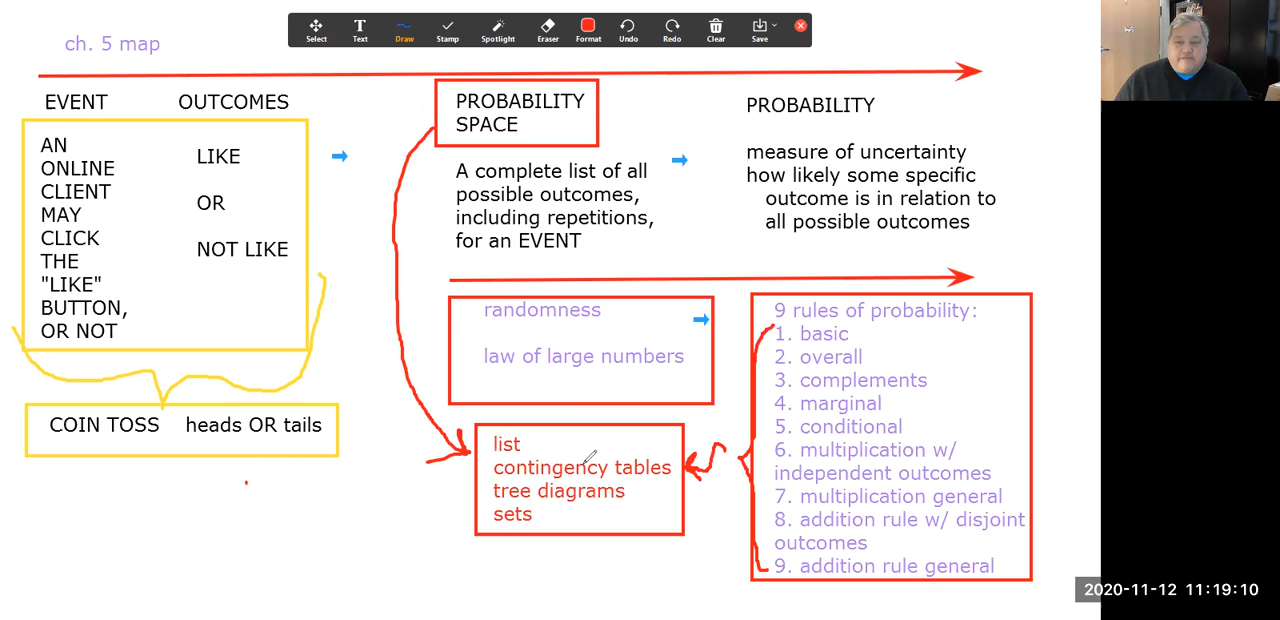 Select Text Draw Stamp Spotlight Eraser Format Undo Redo Clear Save
ch. 5 map
EVENT
OUTCOMES
AN
ONLINE
CLIENT
MAY
CLICK
THE
"LIKE"
BUTTON,
OR NOT
LIKE
OR
NOT LIKE
COIN TOSS heads OR tails
PROBABILITY
SPACE
A complete list of all
possible outcomes,
including repetitions,
for an EVENT
PROBABILITY
measure of uncertainty
how likely some specific
outcome is in relation to
all possible outcomes
randomness
law of large numbers
list
contingency tables
tree diagrams
sets
9 rules of probability:
1. basic
2. overall
3. complements
4. marginal
5. conditional
6. multiplication w/
independent outcomes
7. multiplication general
8. addition rule w/ disjoint
outcomes
9. addition rule general
2020-11-12 11:19:10